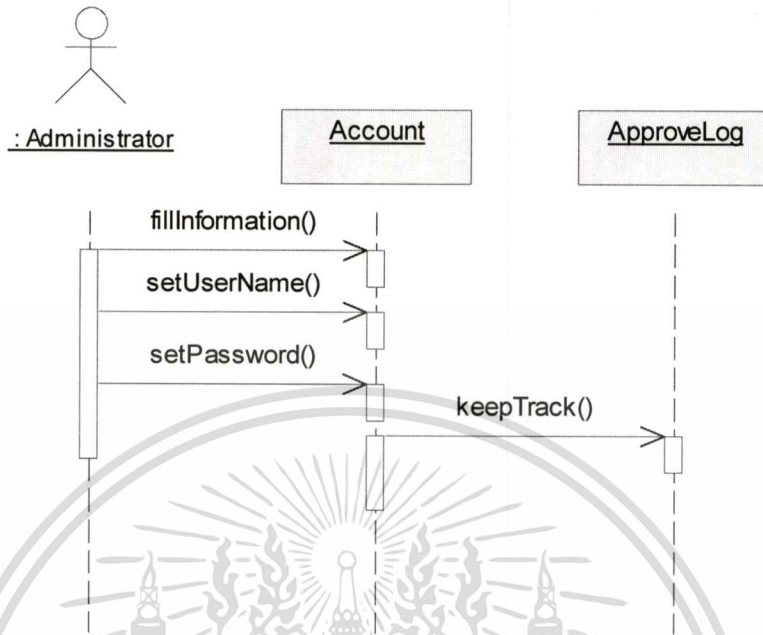 : Administrator
Account
ApproveLog
fillInformation()
setUserName()
setPassword()
keepTrack()